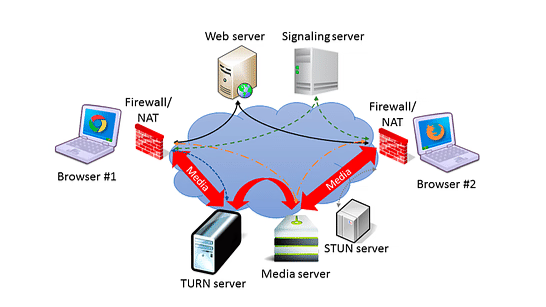 Web server
Signaling server
Firewall/
NAT
Firewall/
NAT
Browser #1
Browser #2
Media
Media
STUN server
Media server
TURN server